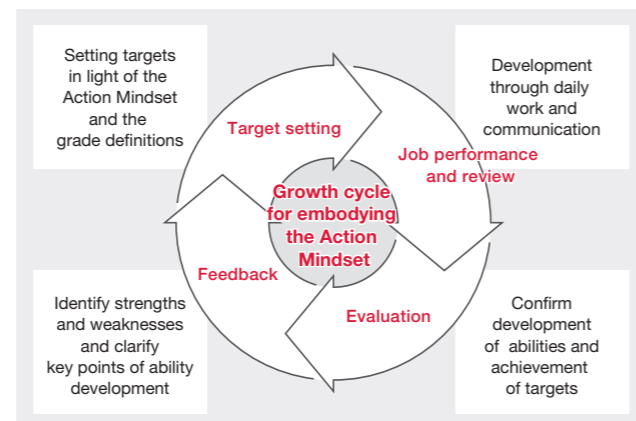 Setting targets
in light of the
Action Mindset
and the
grade definitions
Target setting
Development
through daily
work and
communication
Job performance
and review
Growth cycle
for embodying
the Action
Mindset
Feedback
Identify strengths
and weaknesses
and clarify
key points of ability
development
Evaluation
Confirm
development
of abilities and
achievement
of targets